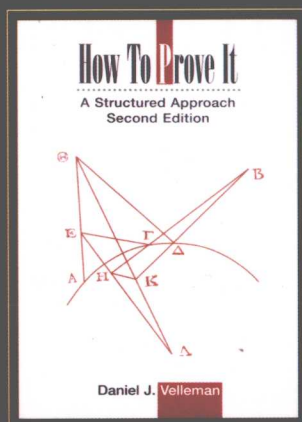 How To Prove It
A Structured Approach
Second Edition
Θ
B
E
Γ
Δ
A
H
K
Λ
Daniel J. Velleman